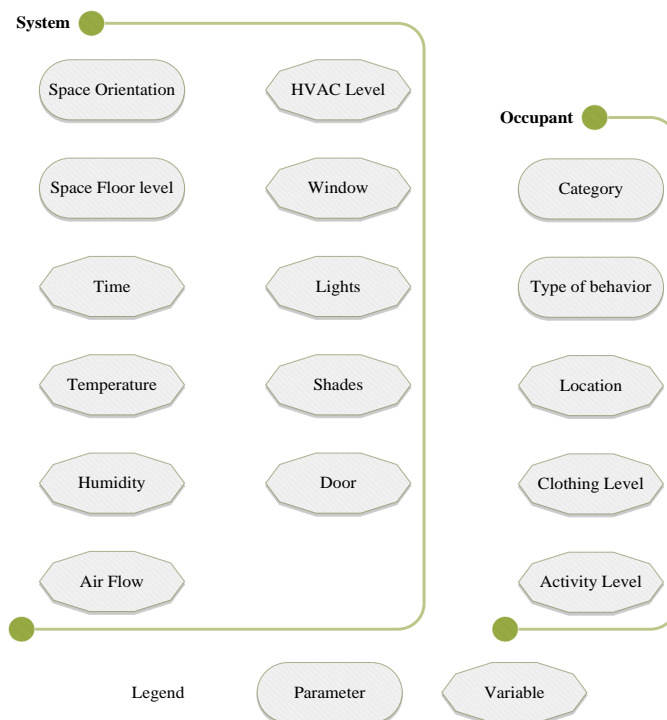 System
Space Orientation
HVAC Level
Space Floor level
Window
Time
Lights
Temperature
Shades
Humidity
Door
Air Flow
Occupant
Category
Type of behavior
Location
Clothing Level
Activity Level
Legend
Parameter
Variable